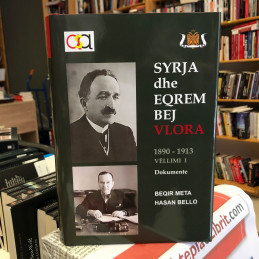 SYRJA
dhe
EQREM
BEJ
VLORA
1890 - 1913
VËLLIMI I
Dokumente
BEQIR META
HASAN BELLO